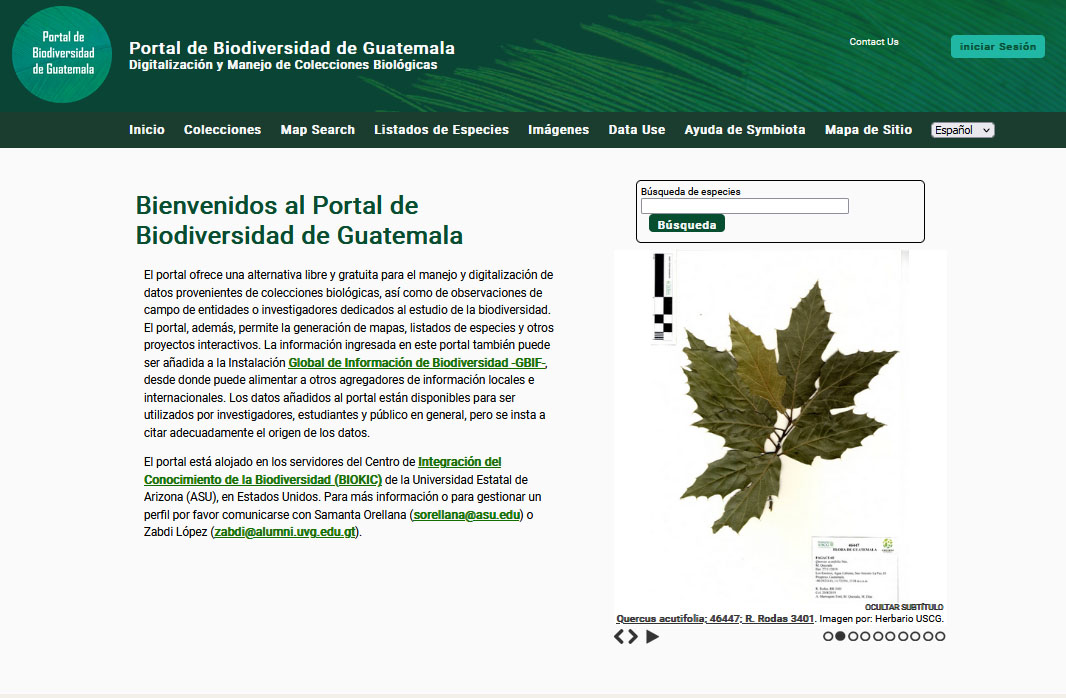 Portal de
Biodiversidad
de Guatemala
Portal de Biodiversidad de Guatemala
Digitalización y Manejo de Colecciones Biológicas
Contact Us
iniciar Sesión
Inicio Colecciones Map Search Listados de Especies Imágenes Data Use Ayuda de Symbiota Mapa de Sitio Español
Bienvenidos al Portal de
Biodiversidad de Guatemala
El portal ofrece una alternativa libre y gratuita para el manejo y digitalización de
datos provenientes de colecciones biológicas, así como de observaciones de
campo de entidades o investigadores dedicados al estudio de la biodiversidad.
El portal, además, permite la generación de mapas, listados de especies y otros
proyectos interactivos. La información ingresada en este portal también puede
ser añadida a la Instalación Global de Información de Biodiversidad -GBIF-,
desde donde puede alimentar a otros agregadores de información locales e
internacionales. Los datos añadidos al portal están disponibles para ser
utilizados por investigadores, estudiantes y público en general, pero se insta a
citar adecuadamente el origen de los datos.
El portal está alojado en los servidores del Centro de Integración del
Conocimiento de la Biodiversidad (BIOKIC) de la Universidad Estatal de
Arizona (ASU), en Estados Unidos. Para más información o para gestionar un
perfil por favor comunicarse con Samanta Orellana (sorellana@asu.edu) o
Zabdi López (zabdi@alumni.uvg.edu.gt).
Búsqueda de especies
Búsqueda
46447
FLORA DE GUATEMALA
FAGACEAE
OCULTAR SUBTÍTULO
Quercus acutifolia; 46447; R. Rodas 3401. Imagen por: Herbario USCG.